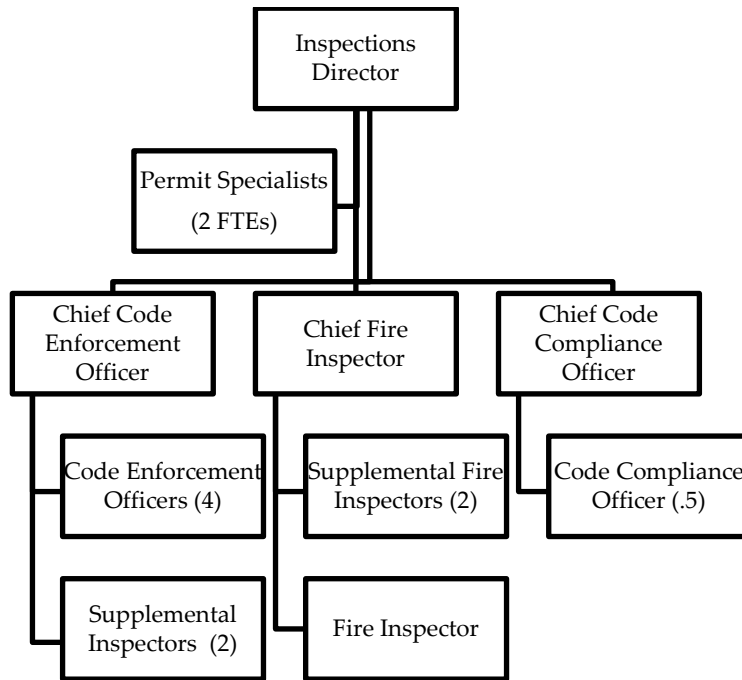 Inspections
Director
Permit Specialists
(2 FTEs)
Chief Code
Enforcement
Officer
Chief Fire
Inspector
Chief Code
Compliance
Officer
Code Enforcement
Officers (4)
Supplemental Fire
Inspectors (2)
Code Compliance
Officer (.5)
Supplemental
Inspectors (2)
Fire Inspector